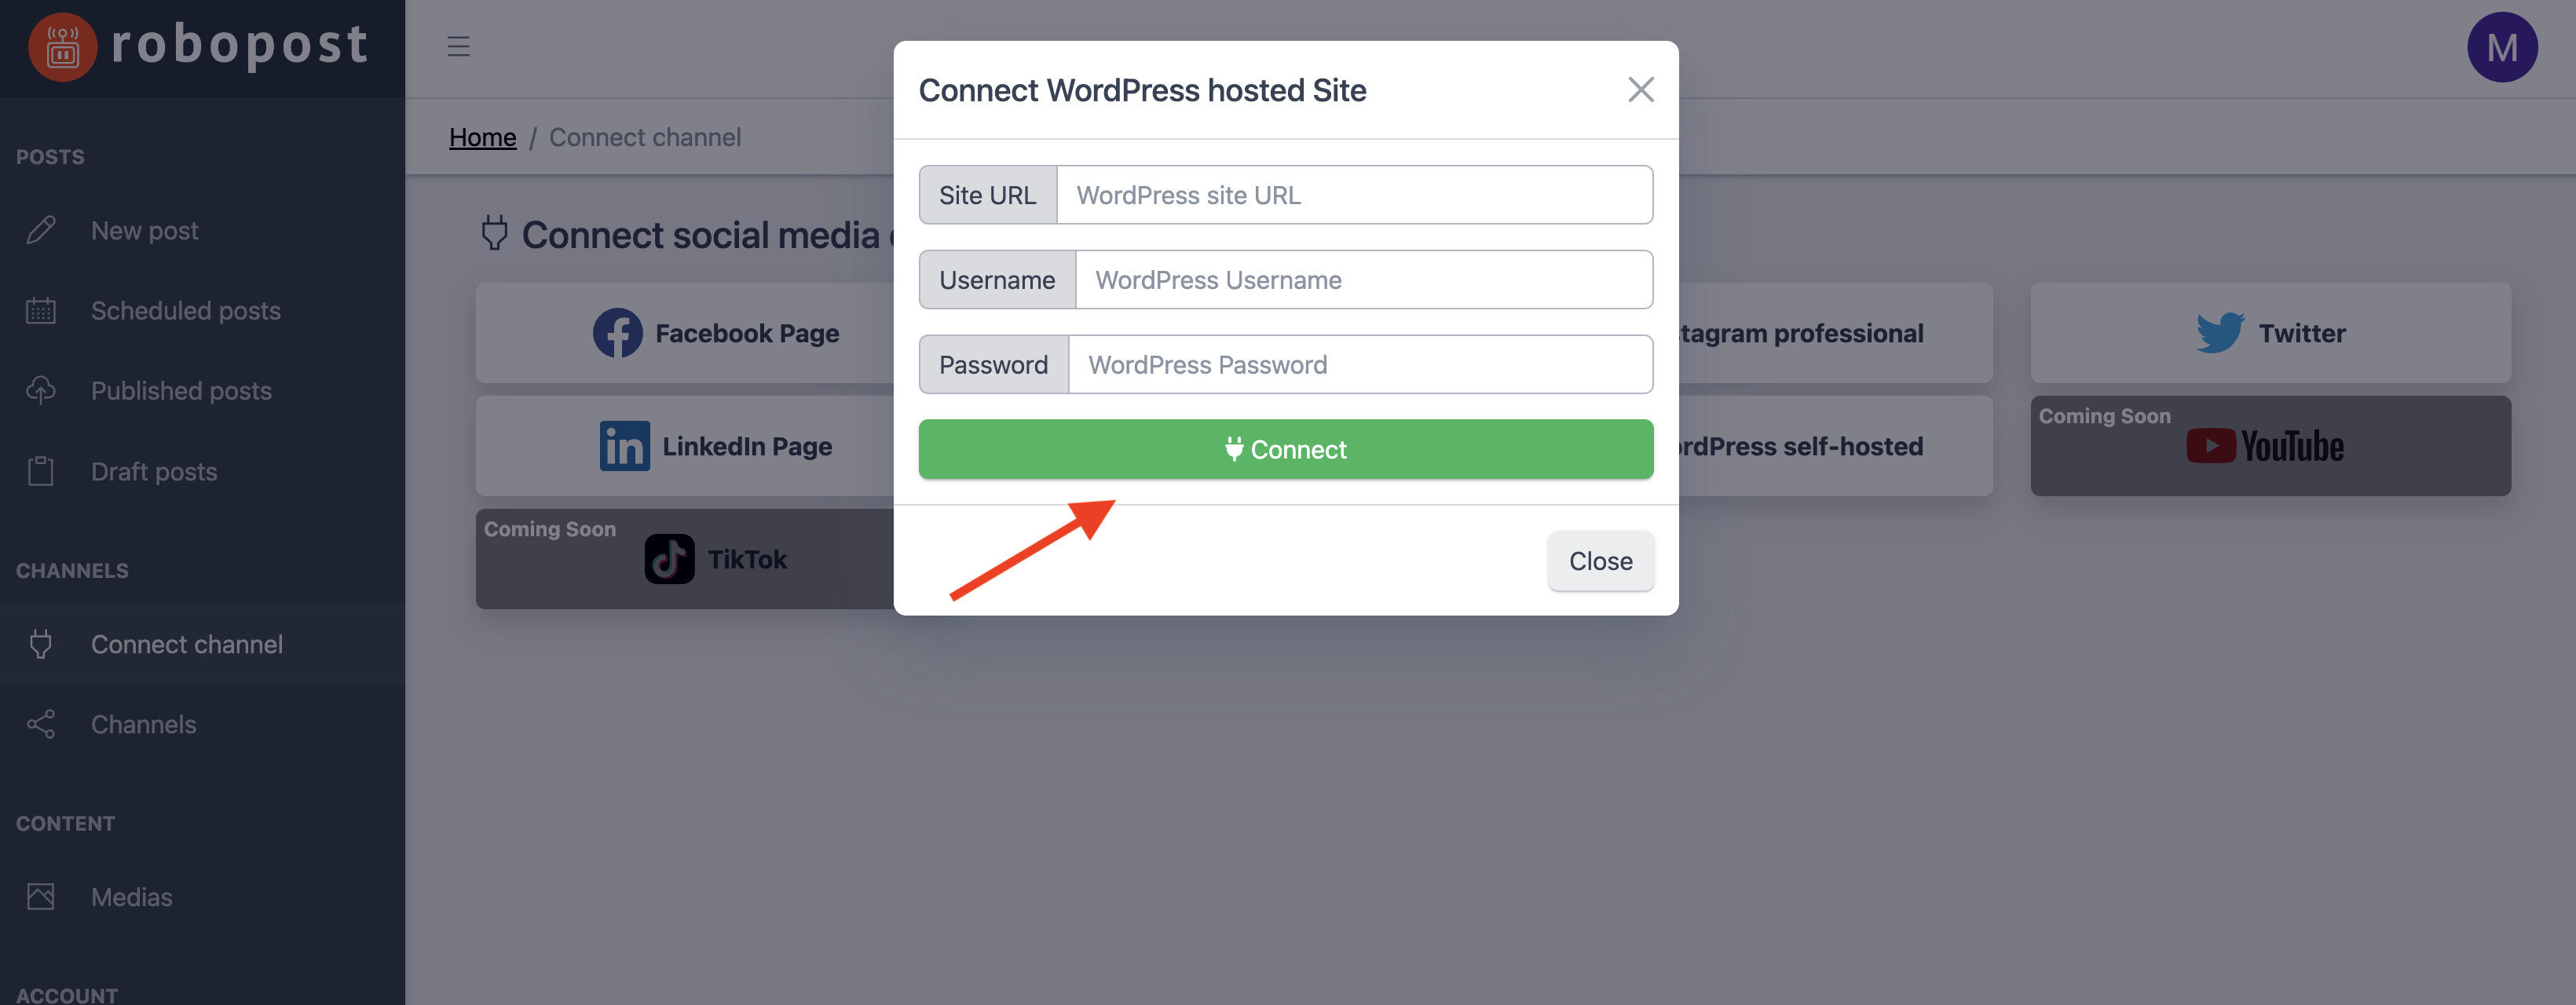 robopost
M
Home / Connect channel
POSTS
New post
Scheduled posts
Published posts
Draft posts
CHANNELS
Connect channel
Channels
CONTENT
Medias
ACCOUNT
Connect social media
Facebook Page
stagram professional
Twitter
LinkedIn Page
rdPress self-hosted
Coming Soon
YouTube
Coming Soon
TikTok
Connect WordPress hosted Site
Site URL WordPress site URL
Username WordPress Username
Password WordPress Password
Connect
Close